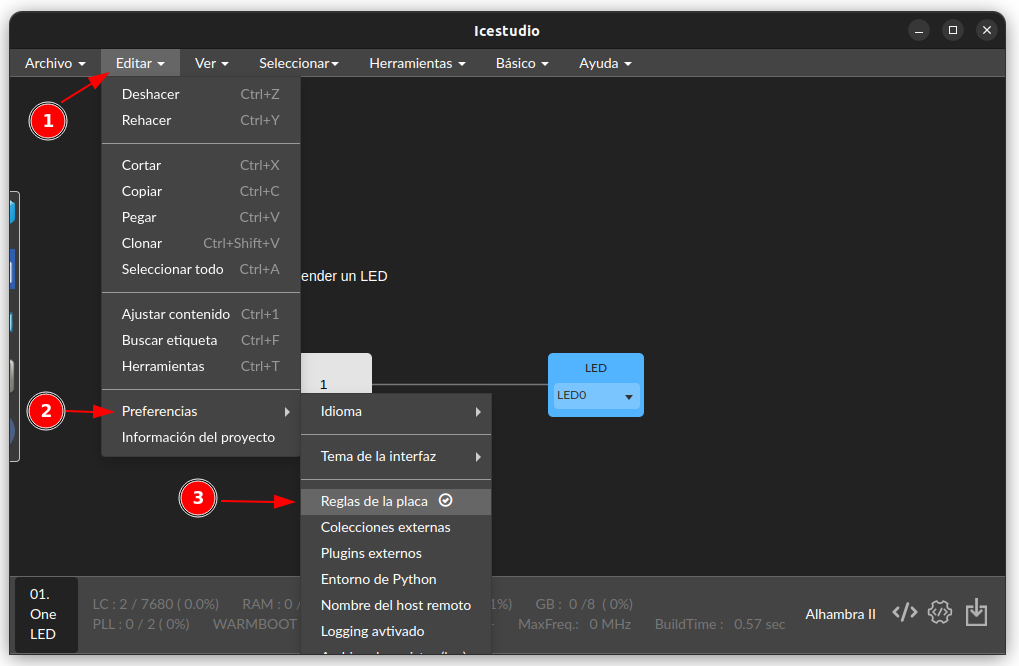 Icestudio
Archivo Editar Ver Seleccionar Herramientas Básico Ayuda
1
Deshacer Ctrl+Z
Rehacer Ctrl+Y
Cortar Ctrl+X
Copiar Ctrl+C
Pegar Ctrl+V
Clonar Ctrl+Shift+V
Seleccionar todo Ctrl+A
ender un LED
Ajustar contenido Ctrl+1
Buscar etiqueta Ctrl+F
Herramientas Ctrl+T
1
LED
LED0
2
Preferencias
Información del proyecto
Idioma
Tema de la interfaz
3
Reglas de la placa
Colecciones externas
Plugins externos
Entorno de Python
Nombre del host remoto
Logging avtivado
01.
One
LED
LC : 2 / 7680 ( 0.0%) RAM : 0 / 1%) GB : 0 /8 ( 0%)
PLL : 0 / 2 ( 0%) WARMBOOT - MaxFreq.: 0 MHz BuildTime : 0.57 sec
Alhambra II